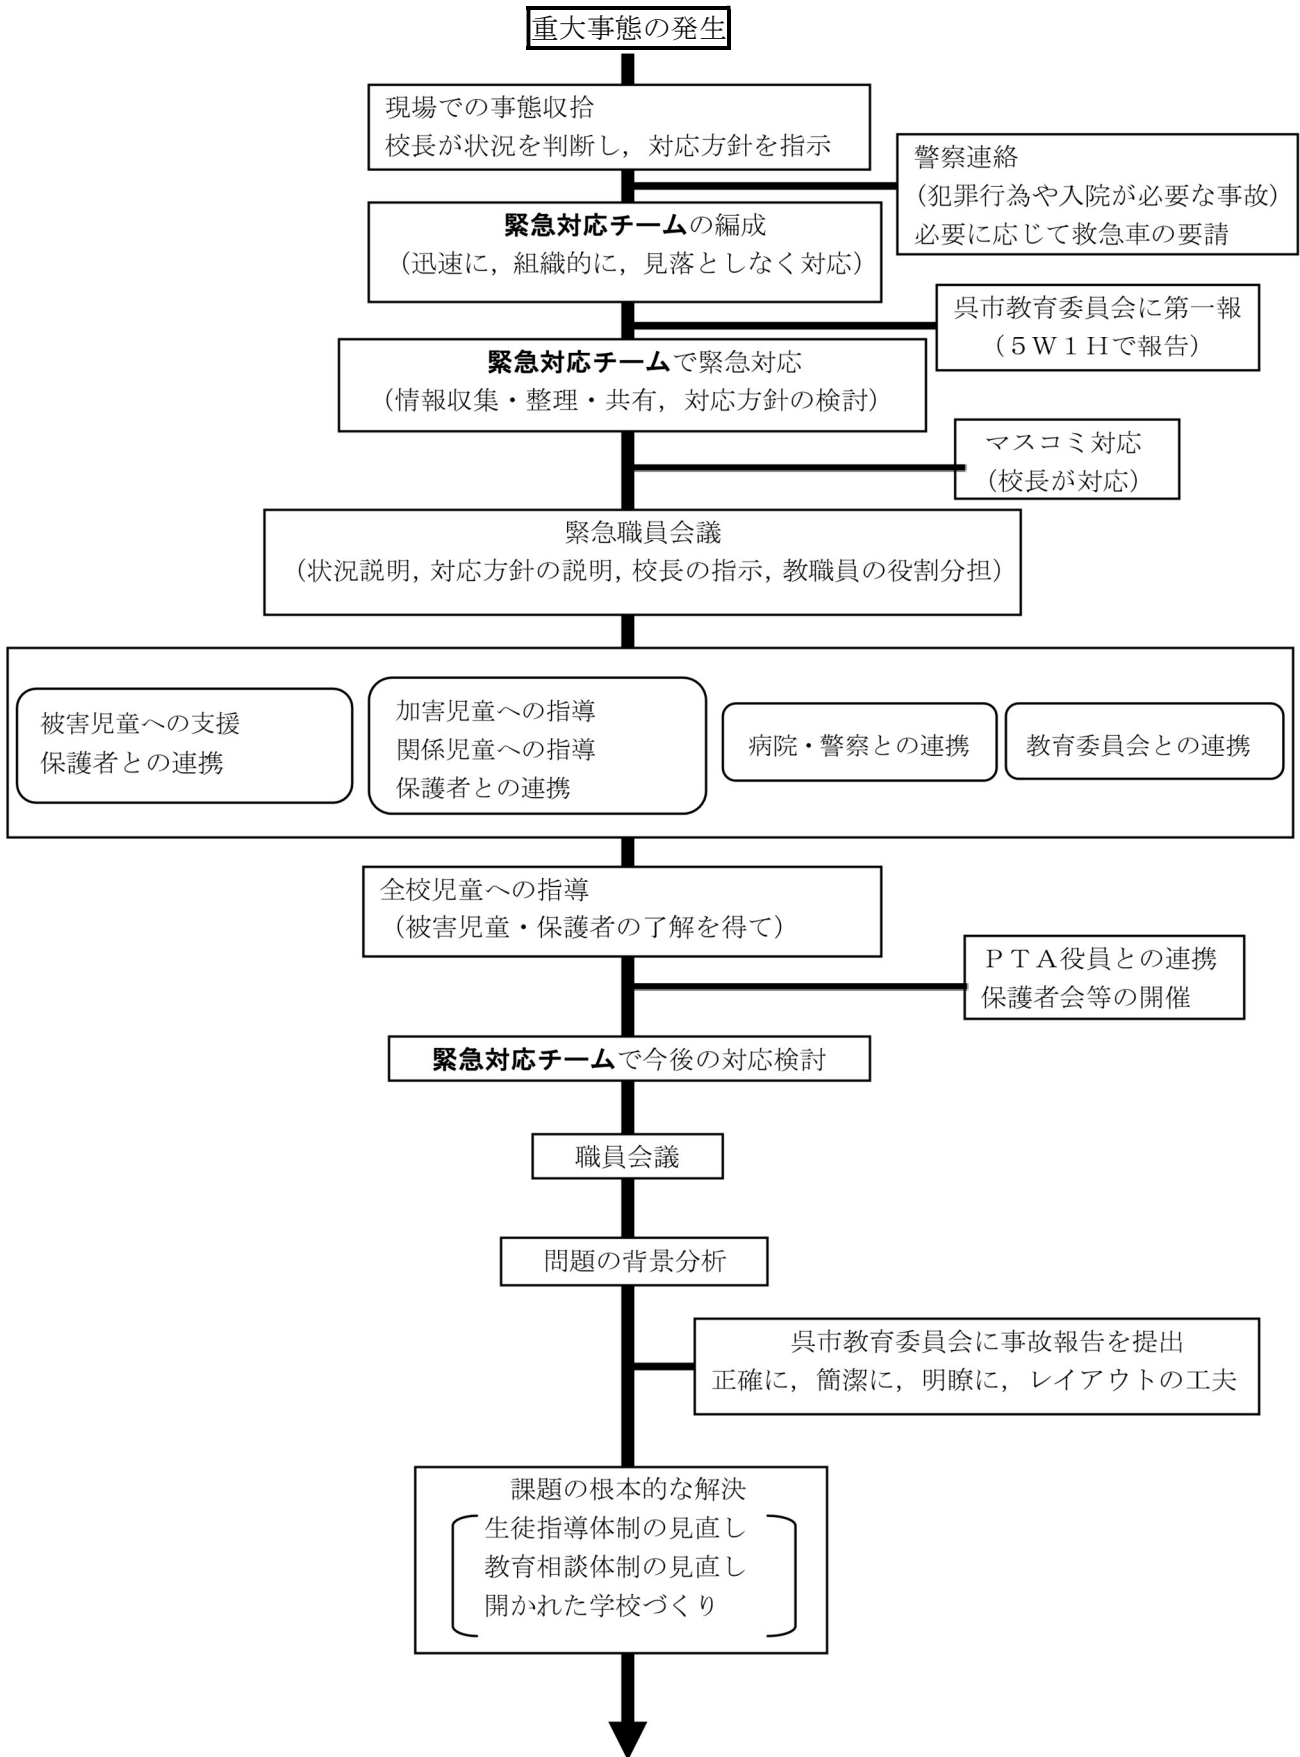 重大事態の発生
現場での事態収拾
校長が状況を判断し，対応方針を指示
警察連絡
（犯罪行為や入院が必要な事故）
必要に応じて救急車の要請
緊急対応チームの編成
（迅速に，組織的に，見落としなく対応）
呉市教育委員会に第一報
（５Ｗ１Ｈで報告）
緊急対応チームで緊急対応
（情報収集・整理・共有，対応方針の検討）
マスコミ対応
（校長が対応）
緊急職員会議
（状況説明，対応方針の説明，校長の指示，教職員の役割分担）
被害児童への支援
保護者との連携
加害児童への指導
関係児童への指導
保護者との連携
病院・警察との連携
教育委員会との連携
全校児童への指導
（被害児童・保護者の了解を得て）
ＰＴＡ役員との連携
保護者会等の開催
緊急対応チームで今後の対応検討
職員会議
問題の背景分析
呉市教育委員会に事故報告を提出
正確に，簡潔に，明瞭に，レイアウトの工夫
課題の根本的な解決
生徒指導体制の見直し
教育相談体制の見直し
開かれた学校づくり